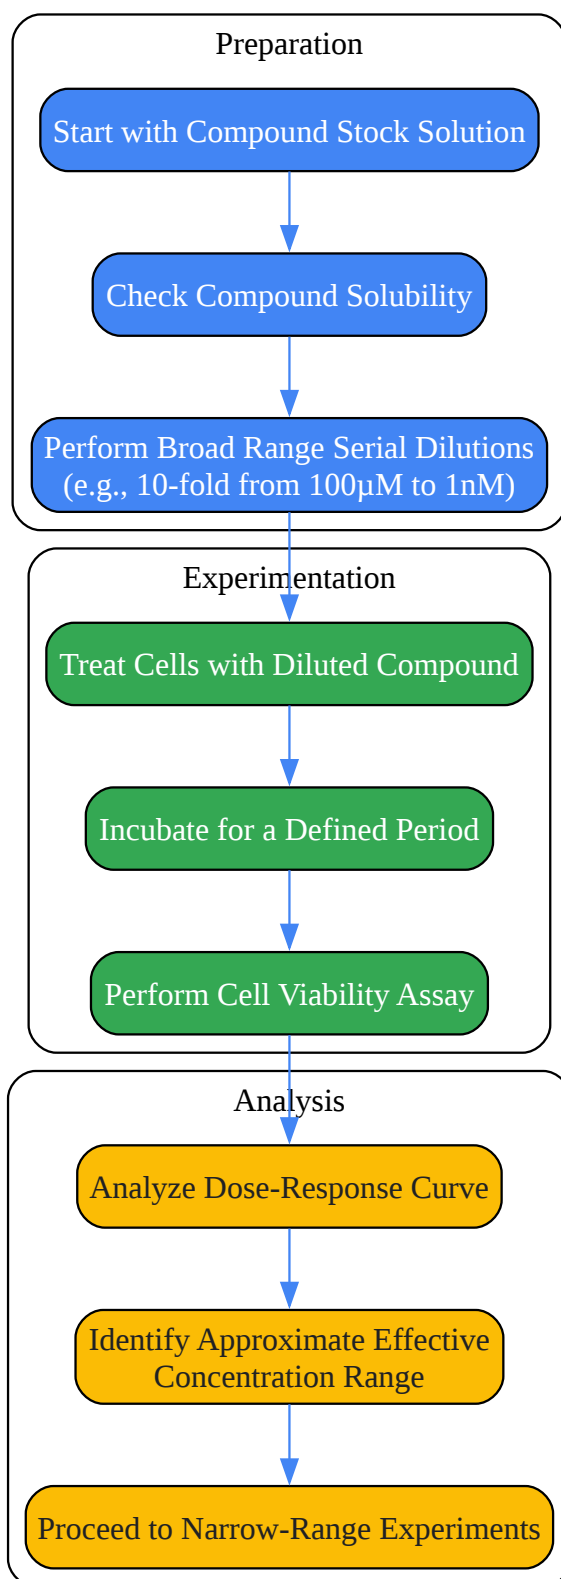 Preparation
Start with Compound Stock Solution
Check Compound Solubility
Perform Broad Range Serial Dilutions
(e.g., 10-fold from 100µM to 1nM)
Experimentation
Treat Cells with Diluted Compound
Incubate for a Defined Period
Perform Cell Viability Assay
Analysis
Analyze Dose-Response Curve
Identify Approximate Effective
Concentration Range
Proceed to Narrow-Range Experiments